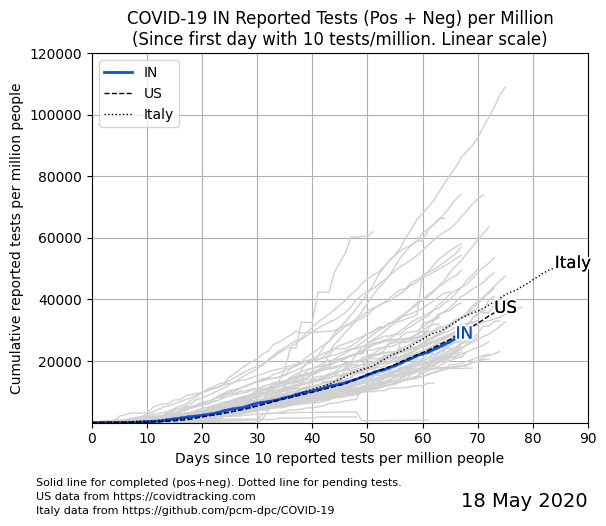 COVID-19 IN Reported Tests (Pos + Neg) per Million
(Since first day with 10 tests/million. Linear scale)
Cumulative reported tests per million people
120000
100000
80000
60000
40000
20000
IN
US
Italy
Italy
US
IN
0 10 20 30 40 50 60 70 80 90
Days since 10 reported tests per million people
Solid line for completed (pos+neg). Dotted line for pending tests.
US data from https://covidtracking.com
Italy data from https://github.com/pcm-dpc/COVID-19
18 May 2020